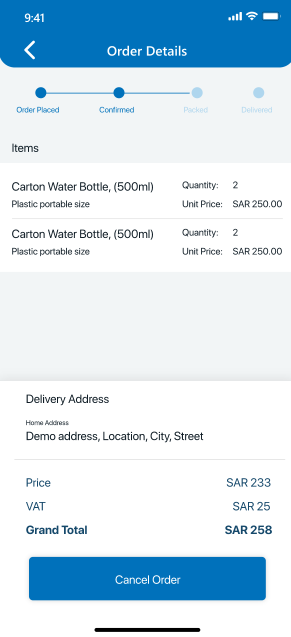 9:41
Order Details
Order Placed Confirmed Packed Delivered
Items
Carton Water Bottle, (500ml) Quantity: 2
Plastic portable size Unit Price: SAR 250.00
Carton Water Bottle, (500ml) Quantity: 2
Plastic portable size Unit Price: SAR 250.00
Delivery Address
Home Address
Demo address, Location, City, Street
Price SAR 233
VAT SAR 25
Grand Total SAR 258
Cancel Order